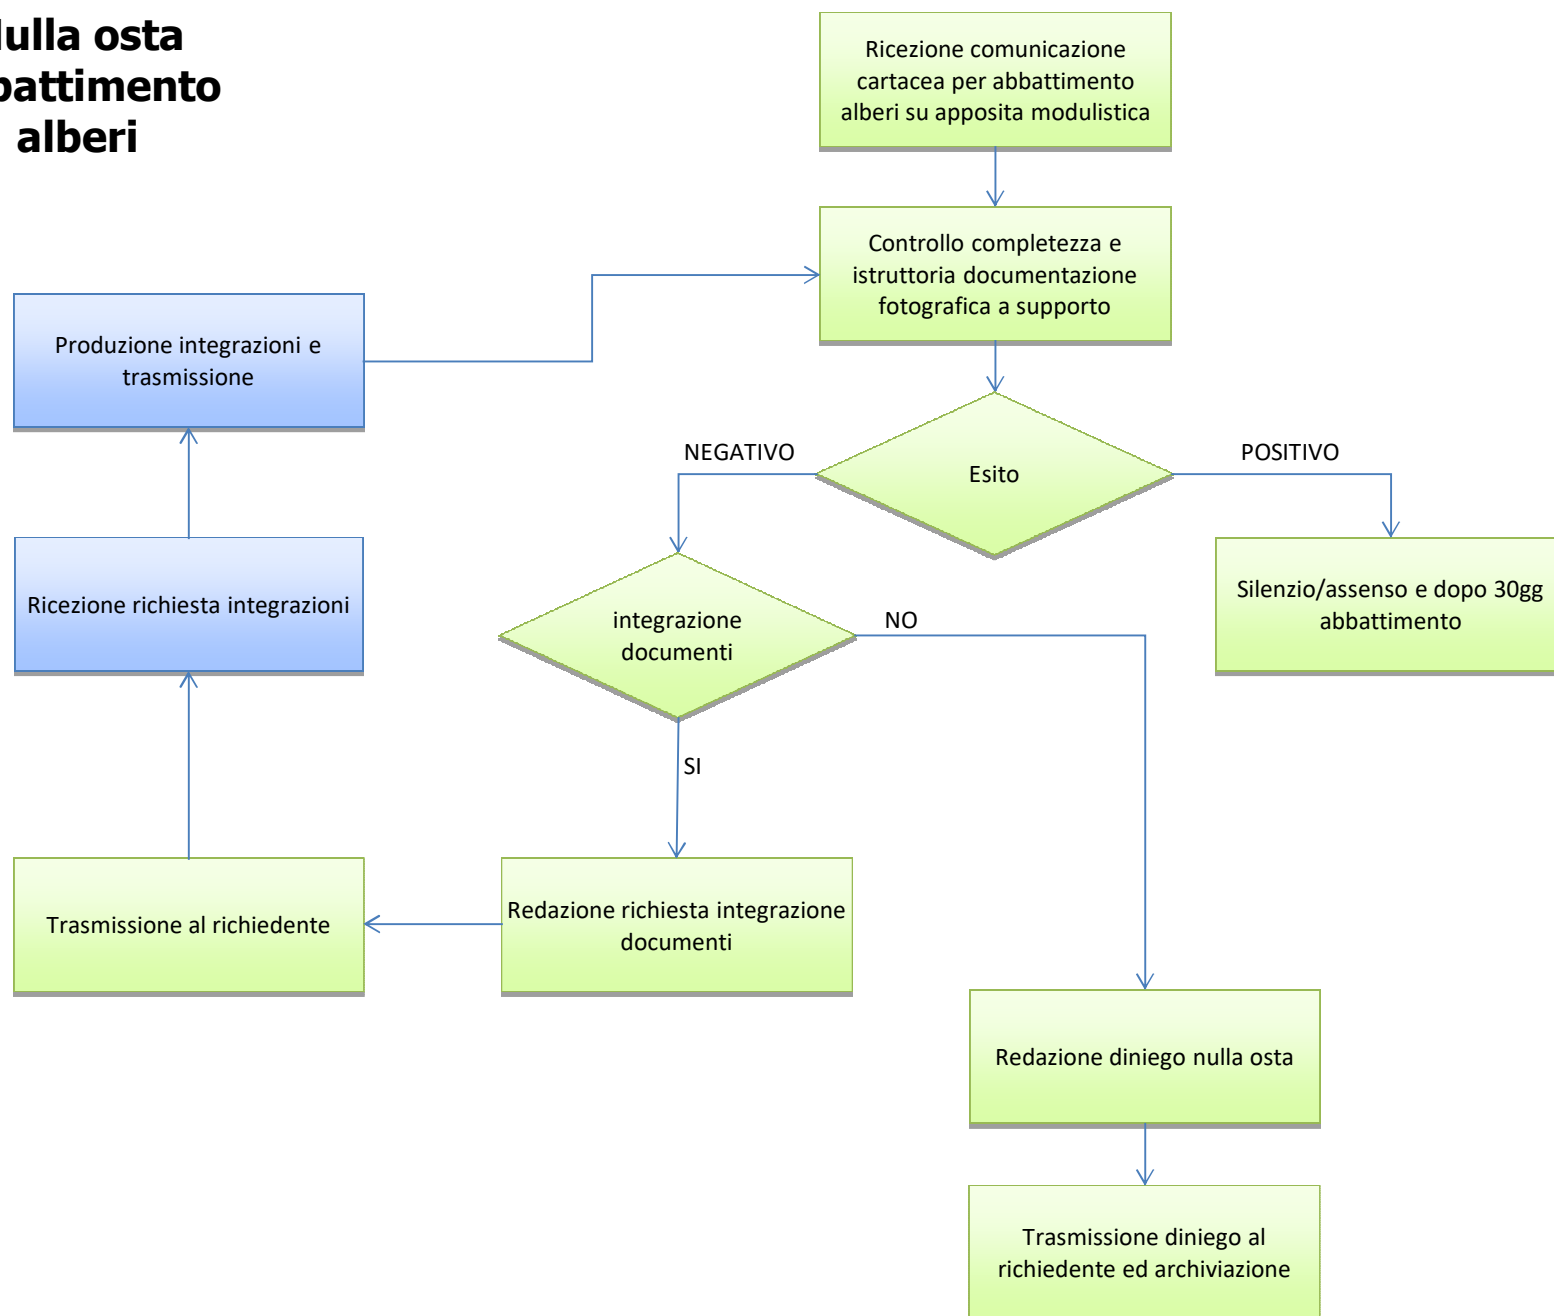 ulla osta
battimento
alberi
Ricezione comunicazione
cartacea per abbattimento
alberi su apposita modulistica
Controllo completezza e
istruttoria documentazione
fotografica a supporto
Produzione integrazioni e
trasmissione
NEGATIVO
Esito
POSITIVO
Ricezione richiesta integrazioni
integrazione
documenti
NO
Silenzio/assenso e dopo 30gg
abbattimento
SI
Trasmissione al richiedente
Redazione richiesta integrazione
documenti
Redazione diniego nulla osta
Trasmissione diniego al
richiedente ed archiviazione